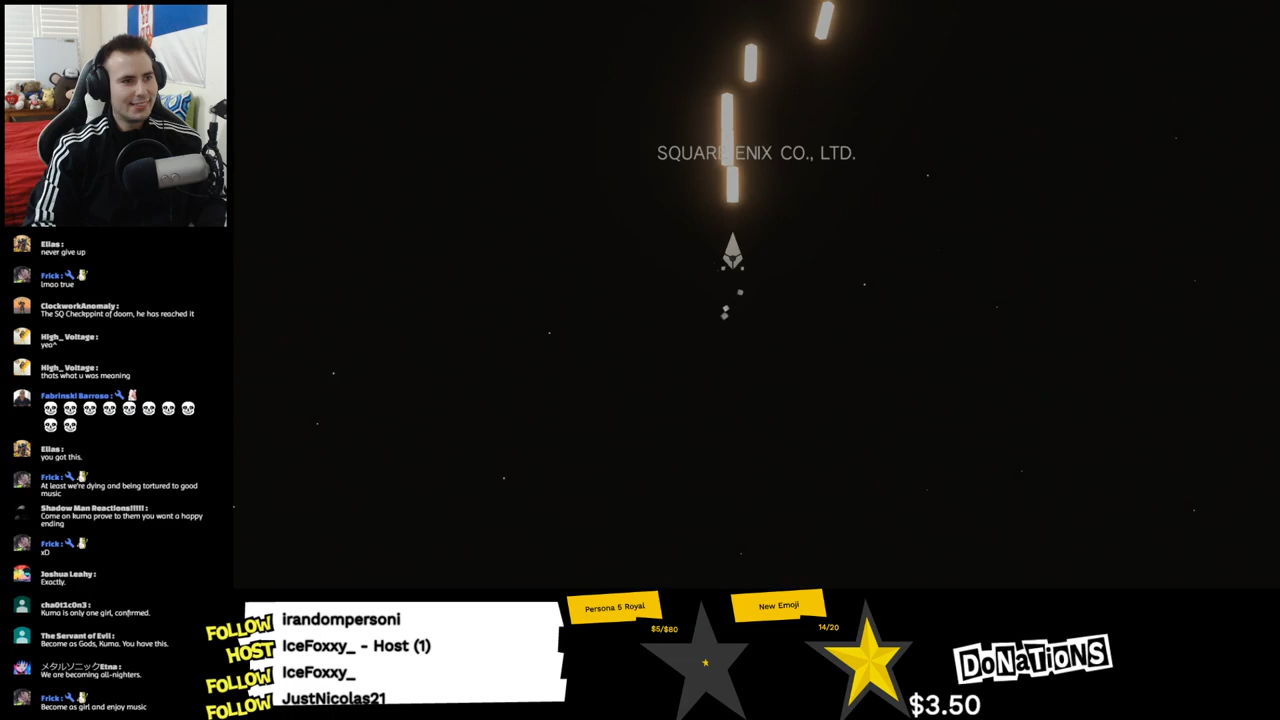 SQUARE ENIX CO., LTD.
Elias :
never give up
Frick :
lmao true
ClockworkAnomaly :
The SQ Checkppint of doom, he has reached it
High_ Voltage :
yea^
High_ Voltage :
thats what u was meaning
Fabrinski Barroso :
Elias :
you got this.
Frick :
At least we're dying and being tortured to good
music
Shadow Man Reactions!!!!! :
Come on kuma prove to them you want a happy
ending
Frick :
xD
Joshua Leahy :
Exactly.
cha0t1c0n3 :
Kuma is only one girl, confirmed.
The Servant of Evil :
Become as Gods, Kuma. You have this.
メタルソニックEtna :
We are becoming all-nighters.
Frick :
Become as girl and enjoy music
FOLLOW irandompersoni
HOST IceFoxxy_ - Host (1)
FOLLOW IceFoxxy_
FOLLOW JustNicolas21
Persona 5 Royal
$5/$80
New Emoji
14/20
DONATIONS
$3.50